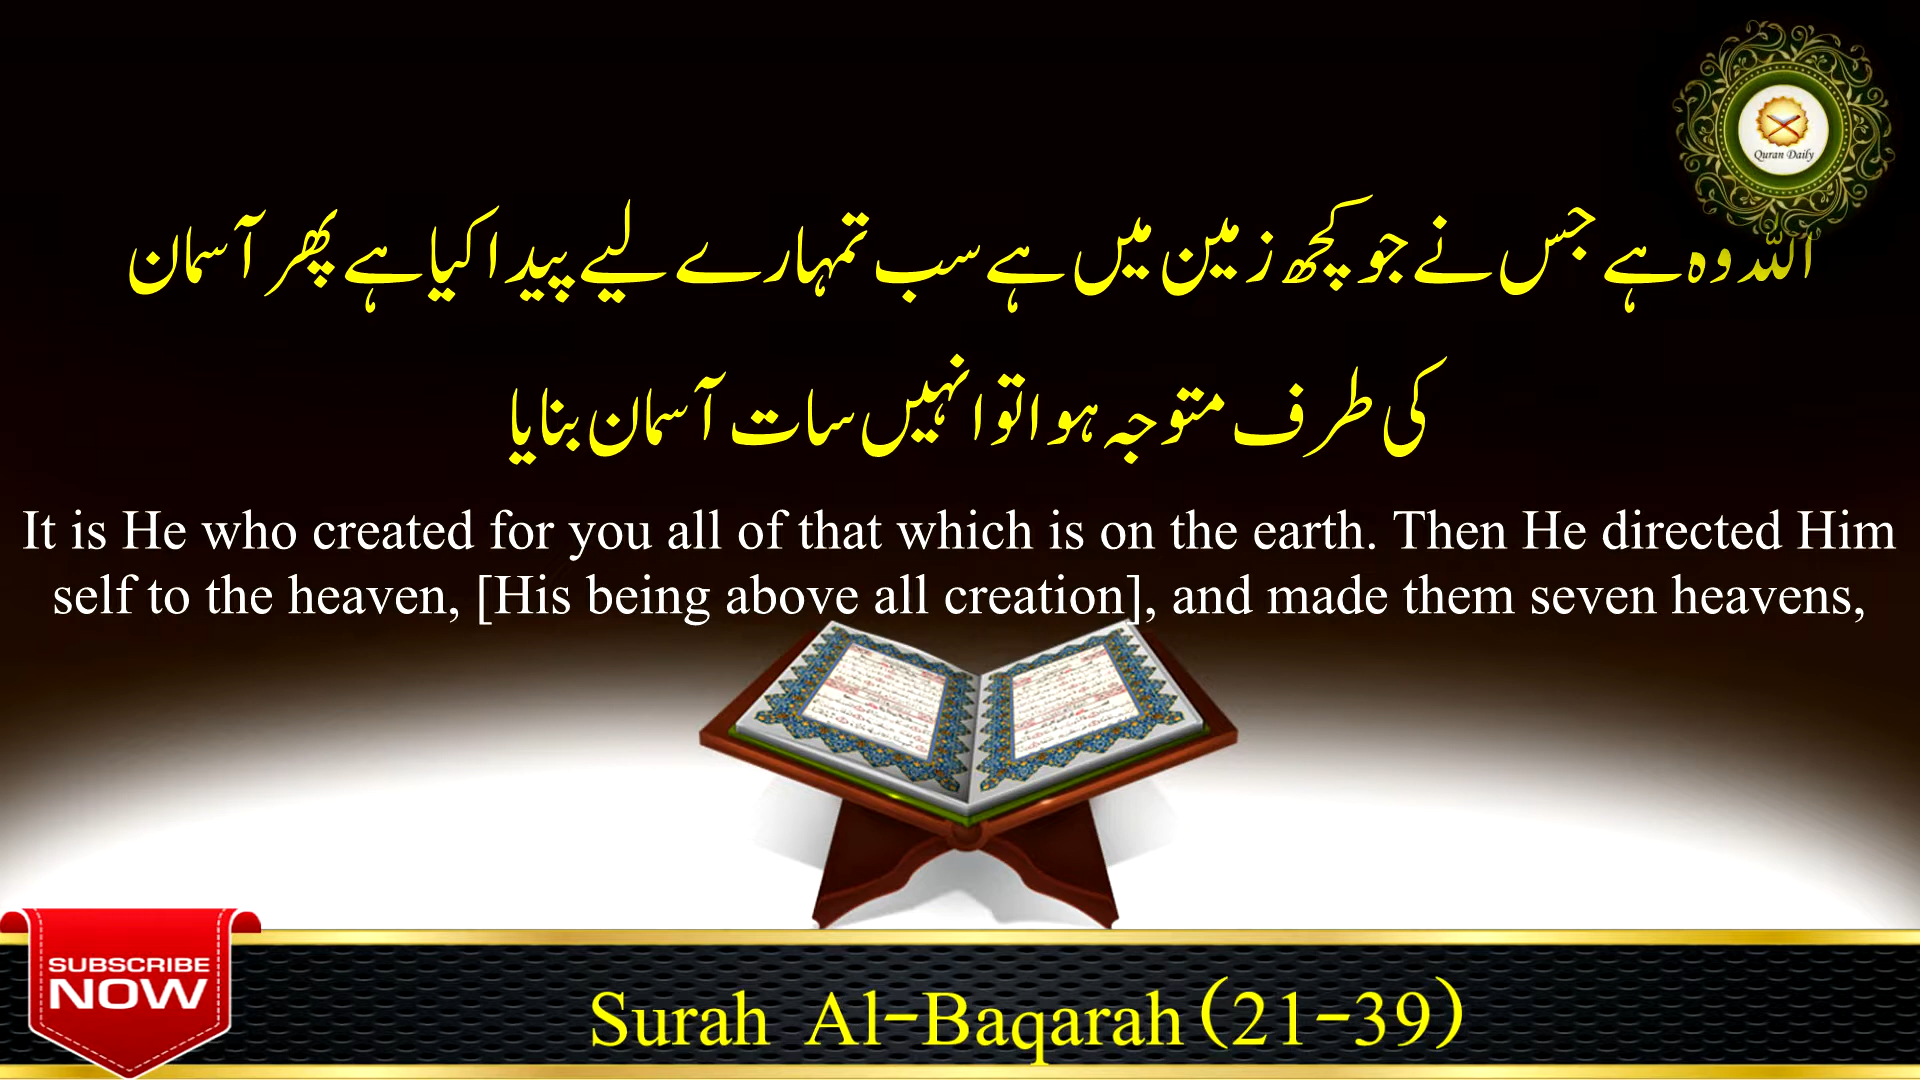 Quran Daily
اللہ وہ ہے جس نے جو کچھ زمین میں ہے سب تمہارے لیے پیدا کیا ہے پھر آسمان
کی طرف متوجہ ہوا تو انہیں سات آسمان بنایا
It is He who created for you all of that which is on the earth. Then He directed Him
self to the heaven, [His being above all creation], and made them seven heavens,
SUBSCRIBE
NOW
Surah Al-Baqarah (21-39)